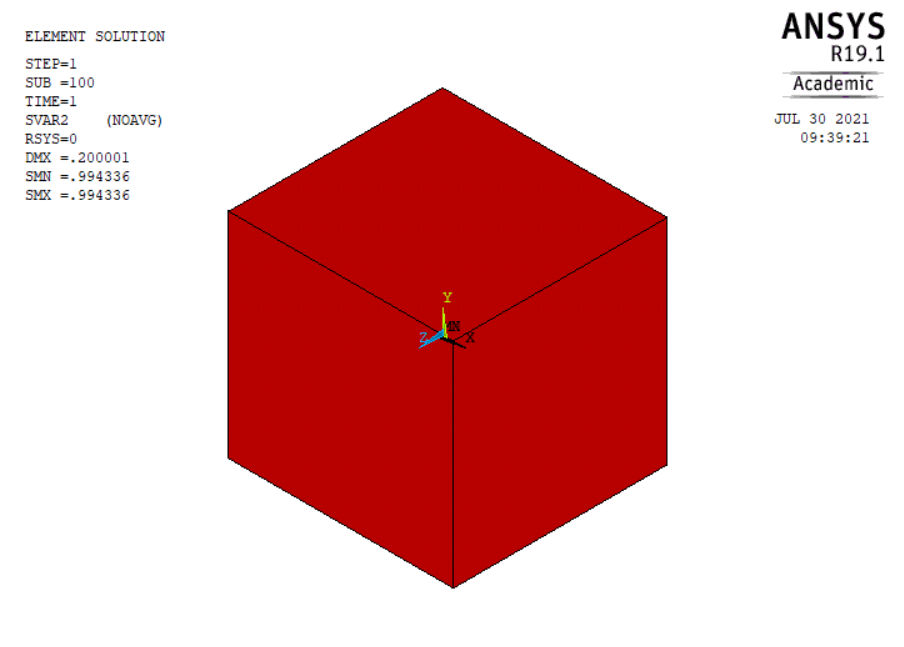 ELEMENT SOLUTION
STEP=1
SUB =100
TIME=1
SVAR2 (NOAVG)
RSYS=0
DMX =.200001
SMN =.994336
SMX =.994336
ANSYS
R19.1
Academic
JUL 30 2021
09:39:21
Y
MN
Z X